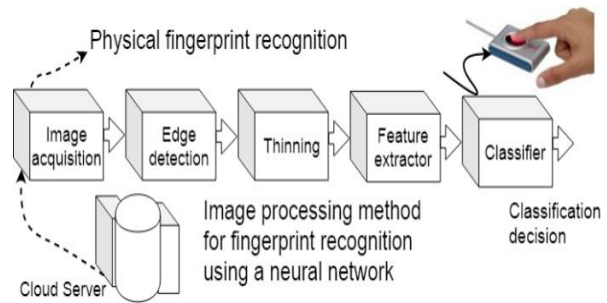 Physical fingerprint recognition
Image
acquisition
Edge
detection
Thinning
Feature
extractor
Classifier
Classification
decision
Image processing method
for fingerprint recognition
using a neural network
Cloud Server